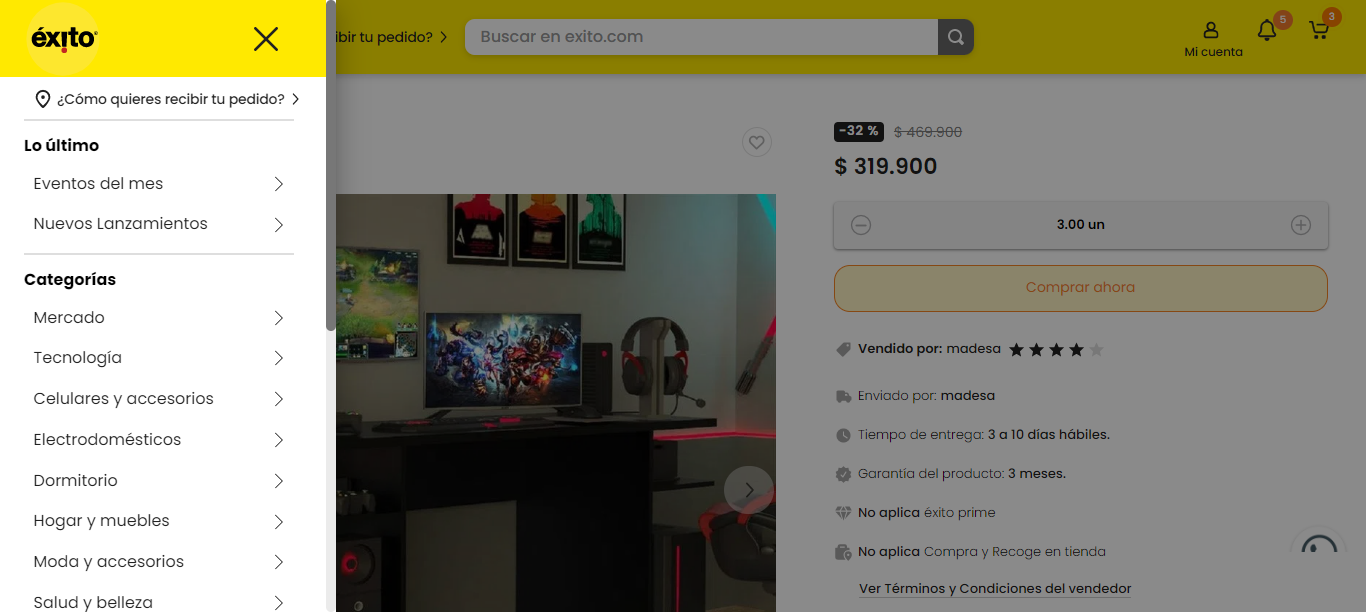 éxito
¿Cómo quieres recibir tu pedido?
Lo último
Eventos del mes
Nuevos Lanzamientos
Categorías
Mercado
Tecnología
Celulares y accesorios
Electrodomésticos
Dormitorio
Hogar y muebles
Moda y accesorios
Salud y belleza
ibir tu pedido?
Buscar en exito.com
Mi cuenta
5
3
-32 %
$ 469.900
$ 319.900
3.00 un
Comprar ahora
Vendido por: madesa
Enviado por: madesa
Tiempo de entrega: 3 a 10 días hábiles.
Garantía del producto: 3 meses.
No aplica éxito prime
No aplica Compra y Recoge en tienda
Ver Términos y Condiciones del vendedor